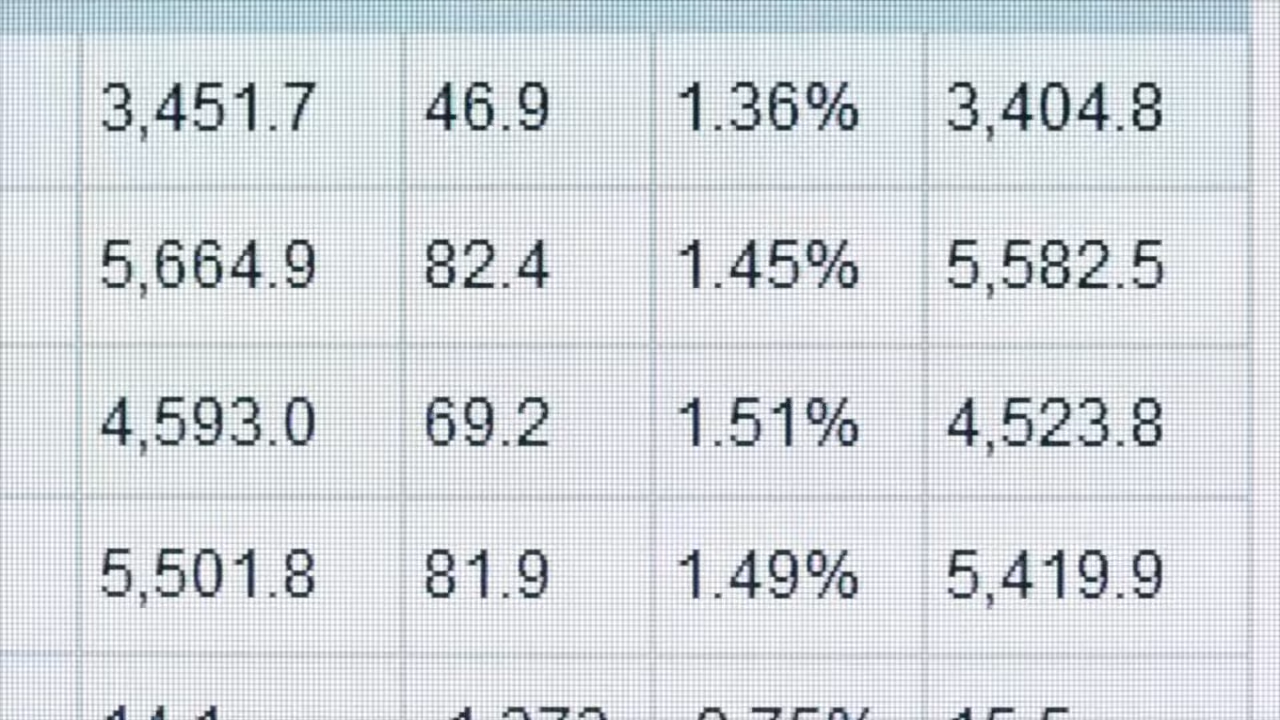 3,451.7 46.9 1.36% 3,404.8
5,664.9 82.4 1.45% 5,582.5
4,593.0 69.2 1.51% 4,523.8
5,501.8 81.9 1.49% 5,419.9